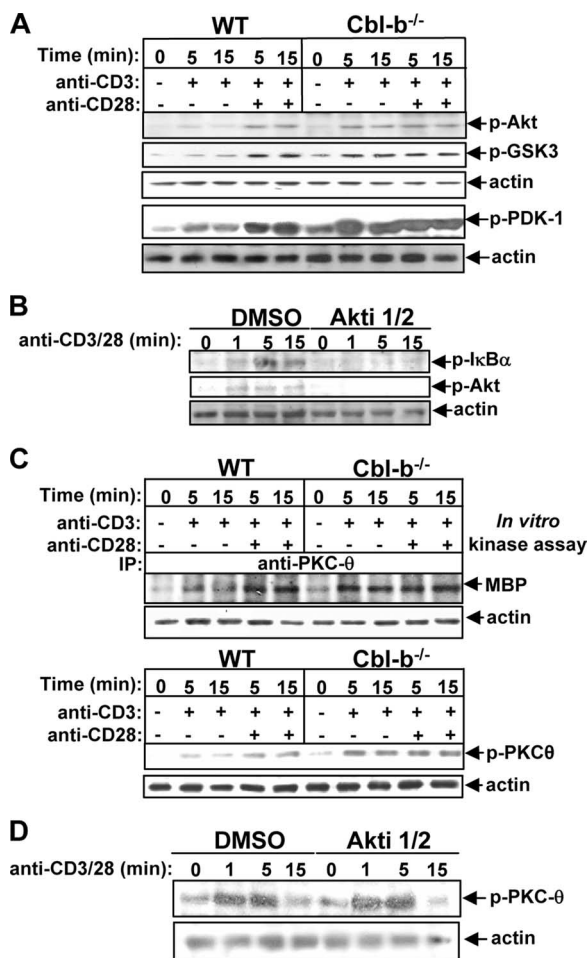 A
WT Cbl-b-/-
Time (min): 0 5 15 5 15 0 5 15 5 15
anti-CD3: - + + + + - + + + +
anti-CD28: - - - + + - - - + +
p-Akt
p-GSK3
actin
p-PDK-1
actin
B
DMSO Akti 1/2
anti-CD3/28 (min): 0 1 5 15 0 1 5 15
p-IκBα
p-Akt
actin
C
WT Cbl-b-/-
Time (min): 0 5 15 5 15 0 5 15 5 15
anti-CD3: - + + + + - + + + + In vitro
anti-CD28: - - - + + - - - + + kinase assay
IP: anti-PKC-θ
MBP
actin
WT Cbl-b-/-
Time (min): 0 5 15 5 15 0 5 15 5 15
anti-CD3: - + + + + - + + + +
anti-CD28: - - - + + - - - + +
p-PKCθ
actin
D
DMSO Akti 1/2
anti-CD3/28 (min): 0 1 5 15 0 1 5 15
p-PKC-θ
actin